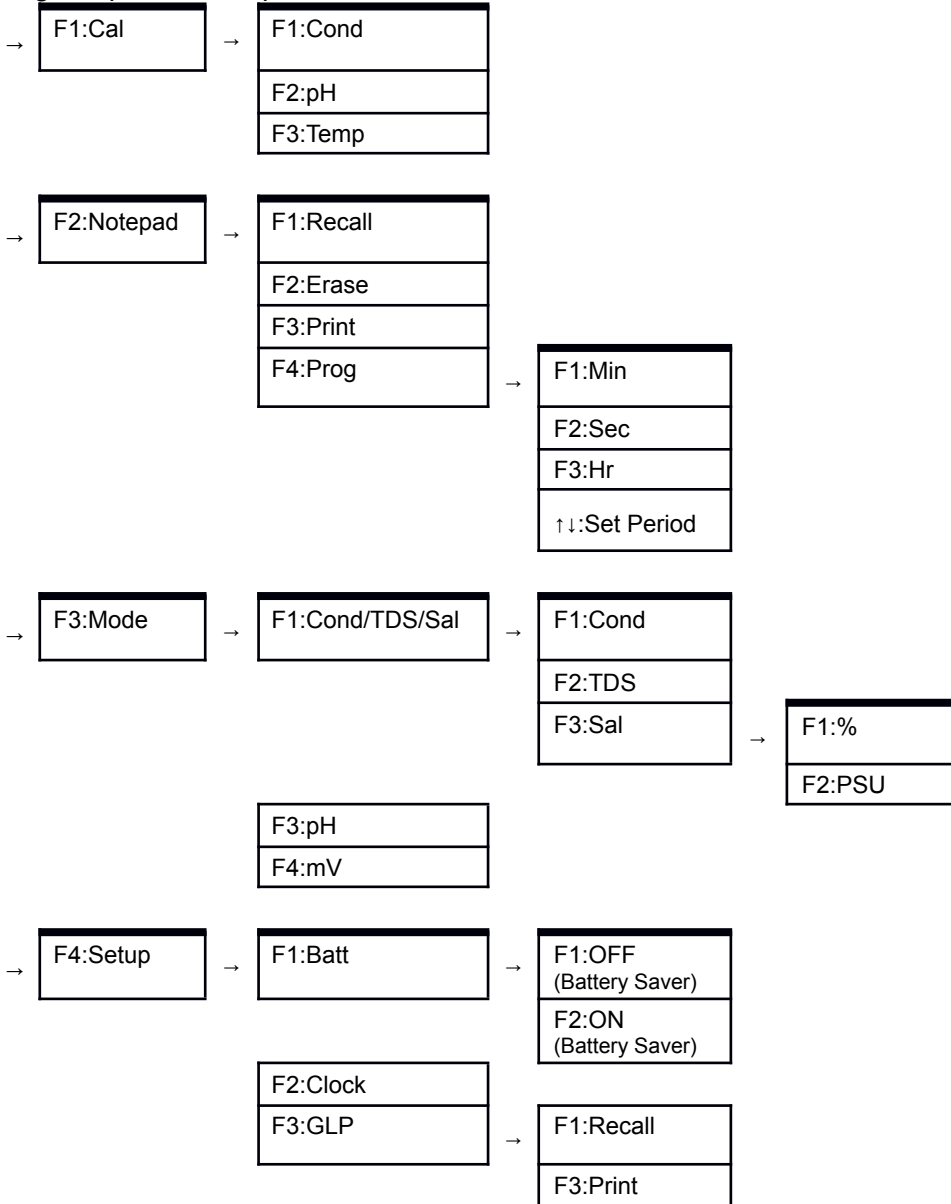 → F1:Cal → F1:Cond
F2:pH
F3:Temp
→ F2:Notepad → F1:Recall
F2:Erase
F3:Print
F4:Prog → F1:Min
F2:Sec
F3:Hr
↑↓:Set Period
→ F3:Mode → F1:Cond/TDS/Sal → F1:Cond
F2:TDS
F3:Sal → F1:%
F2:PSU
F3:pH
F4:mV
→ F4:Setup → F1:Batt → F1:OFF
(Battery Saver)
F2:ON
(Battery Saver)
F2:Clock
F3:GLP → F1:Recall
F3:Print